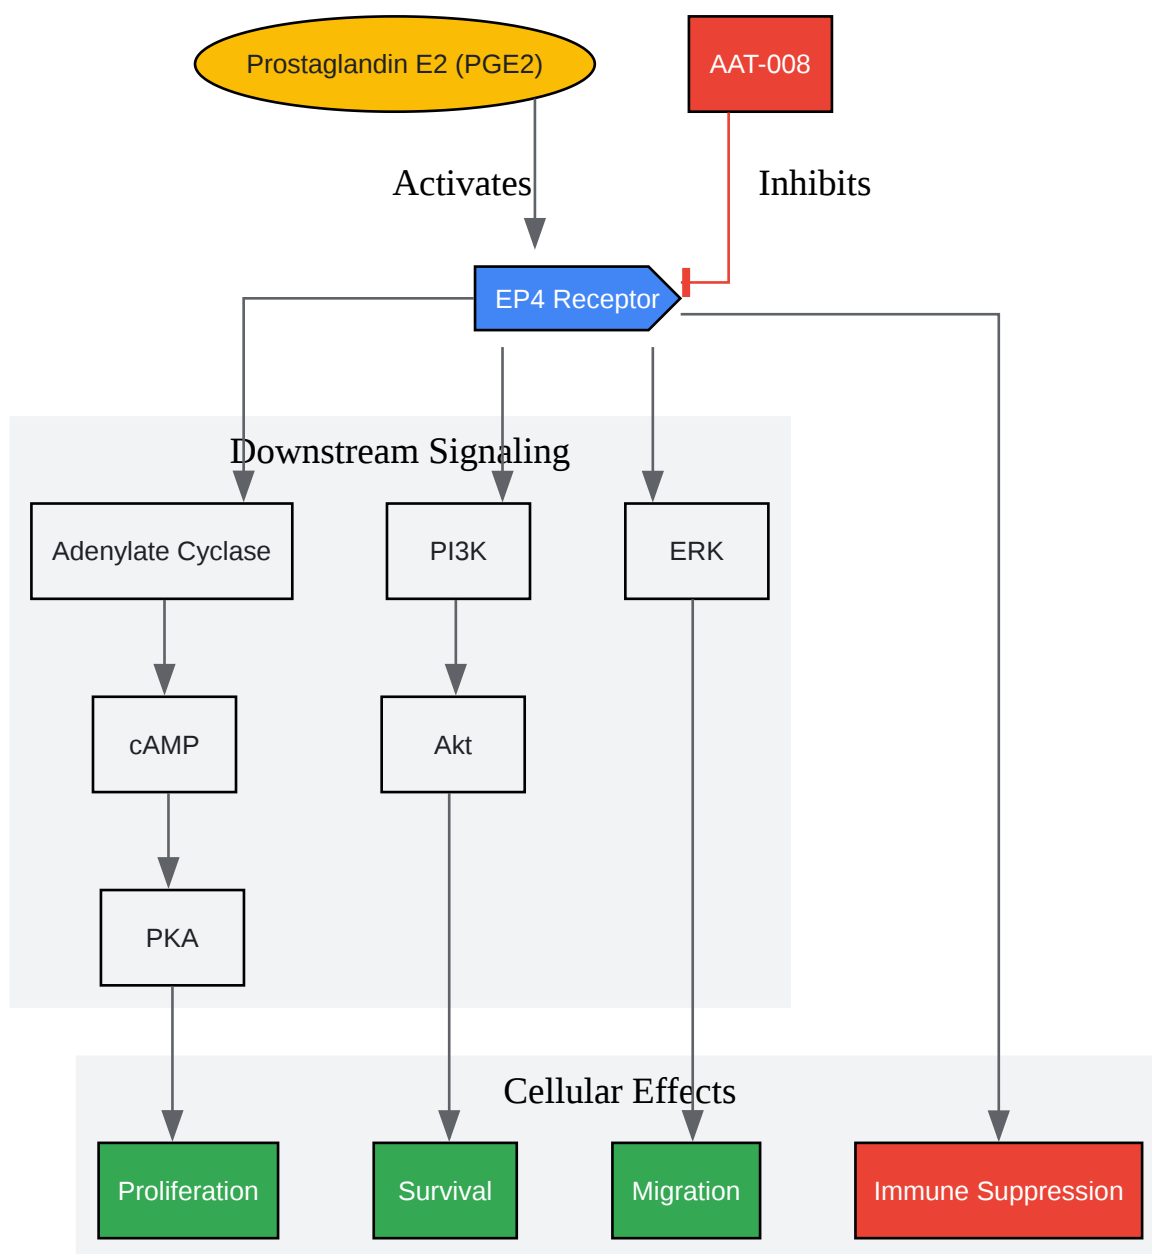 Prostaglandin E2 (PGE2)
AAT-008
Activates
Inhibits
EP4 Receptor
Downstream Signaling
Adenylate Cyclase
PI3K
ERK
cAMP
Akt
PKA
Cellular Effects
Proliferation
Survival
Migration
Immune Suppression